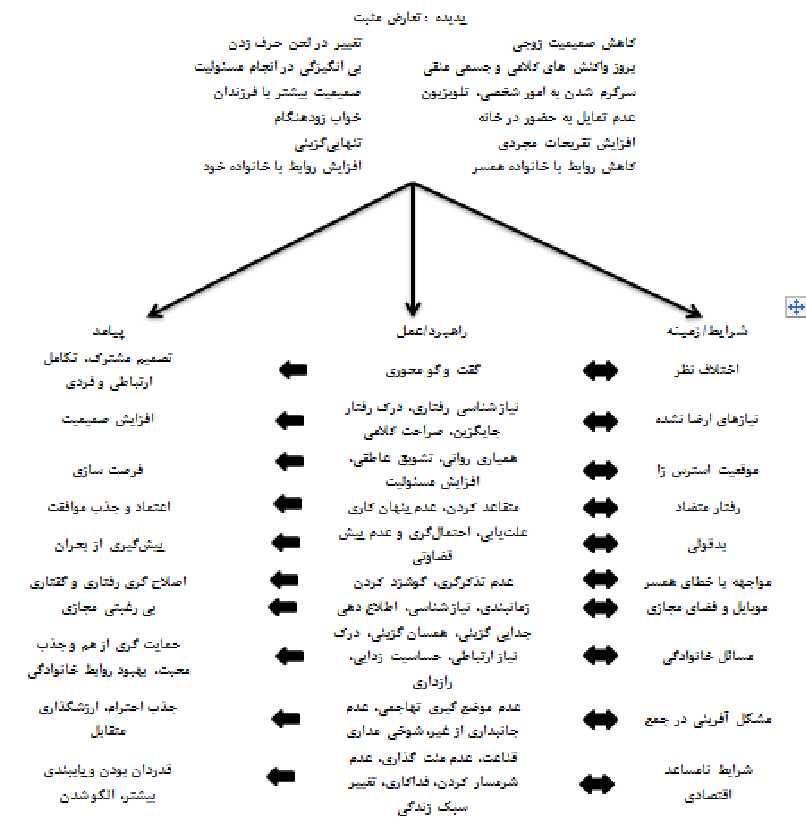 پدیده : تعارض مثبت
کاهش صمیمیت زوجی
تغییر در لحن حرف زدن
بروز واکنش های کلامی و جسمی منفی
بی انگیزگی در انجام مسئولیت
سرگرم شدن به امور شخصی، تلویزیون
صمیمیت بیشتر با فرزندان
عدم تمایل به حضور در خانه
خواب زودهنگام
افزایش تفریحات مجردی
تنهایی‌گزینی
کاهش روابط با خانواده همسر
افزایش روابط با خانواده خود
شرایط/زمینه
راهبرد/عمل
پیامد
اختلاف نظر
گفت و گو محوری
تصمیم مشترک، تکامل
ارتباطی و فردی
نیازهای ارضا نشده
نیازشناسی رفتاری، درک رفتار
جایگزین، صراحت کلامی
افزایش صمیمیت
موقعیت استرس زا
همیاری روانی، تشویق عاطفی،
افزایش مسئولیت
فرصت سازی
رفتار متضاد
متقاعد کردن، عدم پنهان کاری
اعتماد و جذب موافقت
بدقولی
علت‌یابی، احتمال‌گری و عدم پیش
قضاوتی
پیش‌گیری از بحران
مواجهه با خطای همسر
عدم تذکرگری، گوشزد کردن
اصلاح گری رفتاری و گفتاری
موبایل و فضای مجازی
زمانبندی، نیازشناسی، اطلاع دهی
بی رغبتی مجازی
مسائل خانوادگی
جدایی گزینی، همسان گزینی، درک
نیاز ارتباطی، حساسیت زدایی،
رازداری
حمایت گری از هم و جذب
محبت، بهبود روابط خانوادگی
مشکل آفرینی در جمع
عدم موضع گیری تهاجمی، عدم
جانبداری از غیر، شوخی مداری
جذب احترام، ارزشگذاری
متقابل
شرایط نامساعد
اقتصادی
قناعت، عدم منت گذاری، عدم
شرمسار کردن، فداکاری، تغییر
سبک زندگی
قدردان بودن و پایبندی
بیشتر، الگوشدن